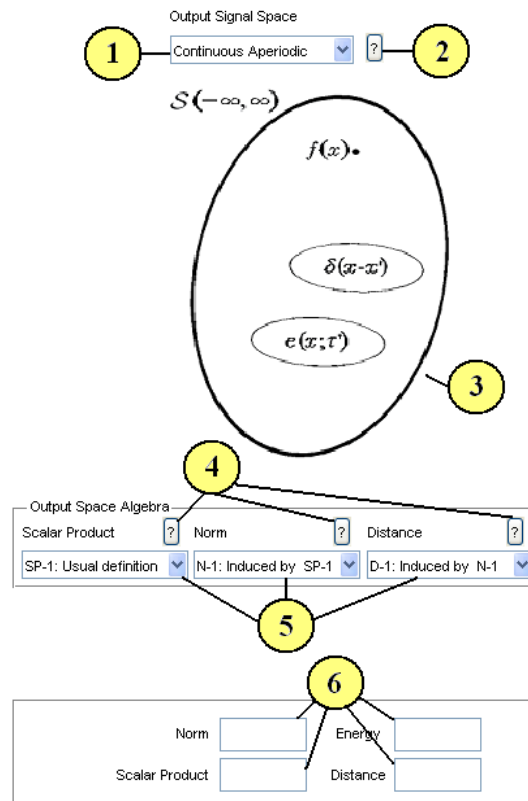 Output Signal Space
1 Continuous Aperiodic ? 2
𝒮(-∞,∞)
f(x)
δ(x-x')
e(x;τ')
3
4
Output Space Algebra
Scalar Product ? Norm ? Distance ?
SP-1: Usual definition N-1: Induced by SP-1 D-1: Induced by N-1
5
6
Norm Energy
Scalar Product Distance